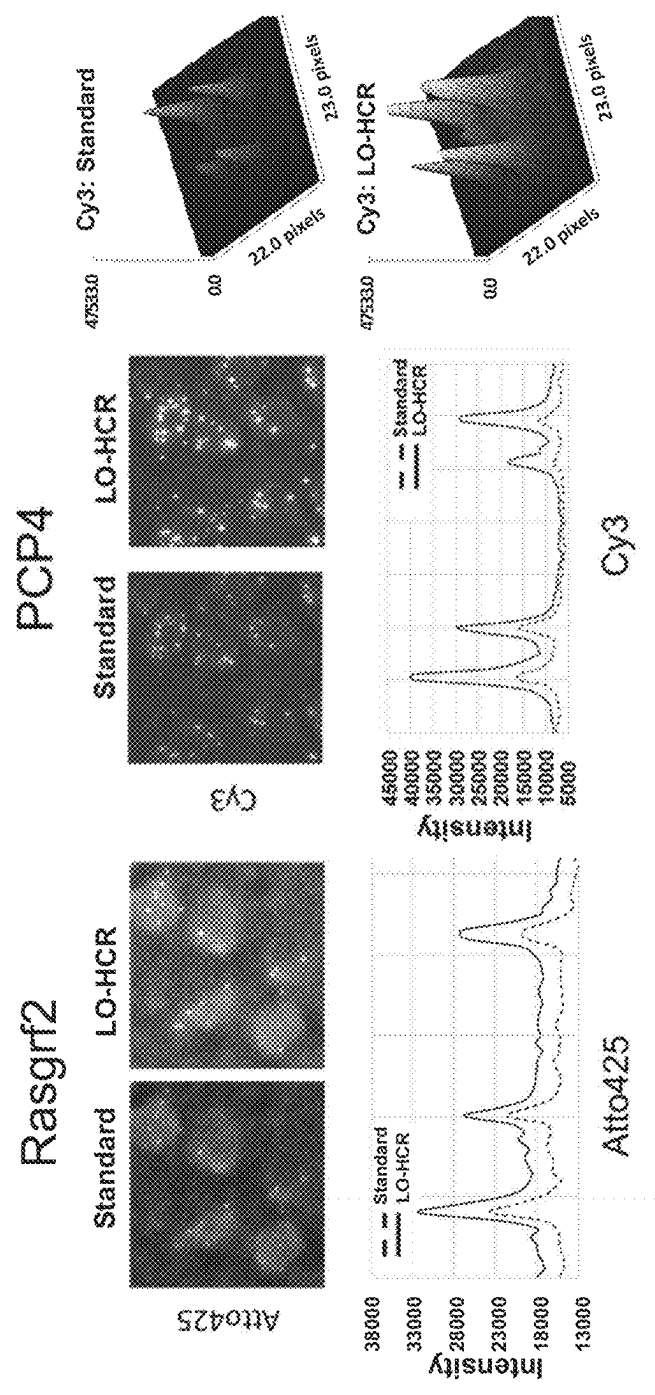 Rasgrf2
Standard
LO-HCR
Atto425
Intensity
38000
33000
28000
23000
18000
13000
Standard
LO-HCR
Atto425
PCP4
Standard
LO-HCR
Cy3
Intensity
45000
40000
35000
30000
25000
20000
15000
10000
5000
Standard
LO-HCR
Cy3
Cy3: Standard
47533.0
0.0
22.0 pixels
23.0 pixels
Cy3: LO-HCR
47533.0
0.0
22.0 pixels
23.0 pixels